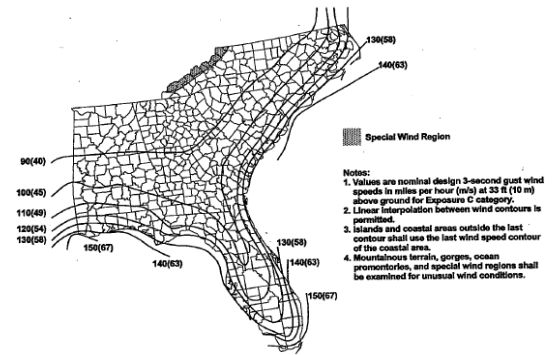 130(58)
140(63)
Special Wind Region
90(40)
100(45)
110(49)
120(54)
130(58)
150(67)
140(63)
130(58)
140(63)
150(67)
Notes:
1. Values are nominal design 3-second gust wind
speeds in miles per hour (m/s) at 33 ft (10 m)
above ground for Exposure C category.
2. Linear interpolation between wind contours is
permitted.
3. Islands and coastal areas outside the last
contour shall use the last wind speed contour
of the coastal area.
4. Mountainous terrain, gorges, ocean
promontories, and special wind regions shall
be examined for unusual wind conditions.